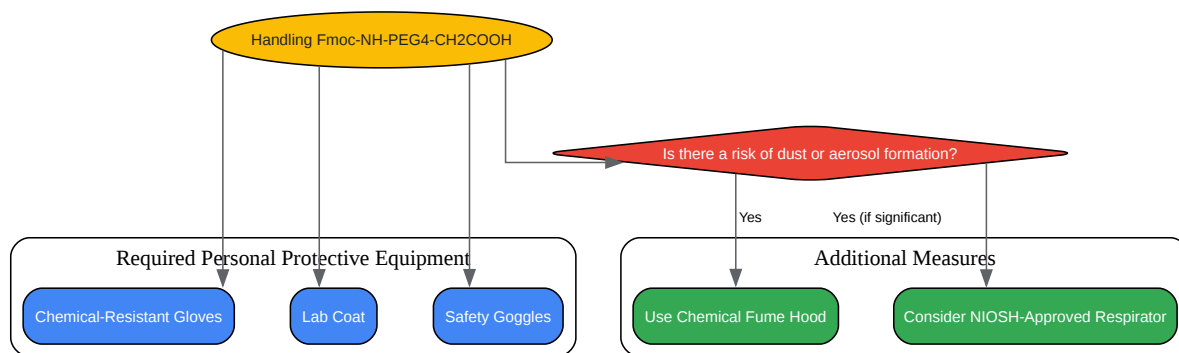 Handling Fmoc-NH-PEG4-CH2COOH
Is there a risk of dust or aerosol formation?
Yes
Yes (if significant)
Required Personal Protective Equipment
Additional Measures
Chemical-Resistant Gloves
Lab Coat
Safety Goggles
Use Chemical Fume Hood
Consider NIOSH-Approved Respirator